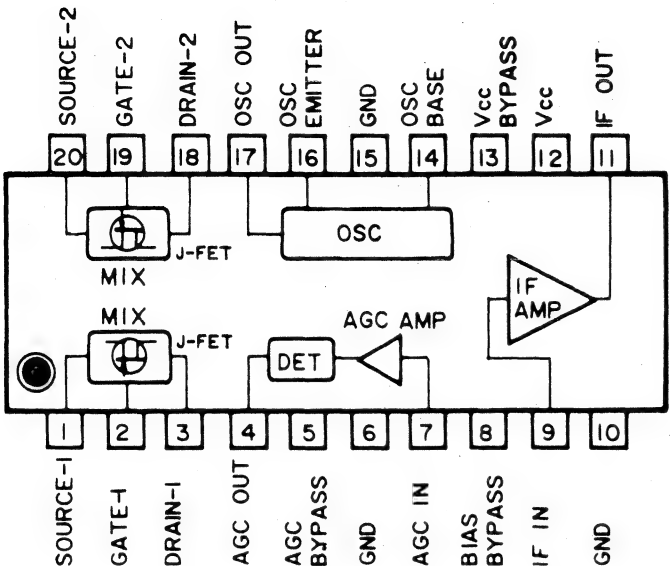 SOURCE-2
GATE-2
DRAIN-2
OSC OUT
OSC
EMITTER
GND
OSC
BASE
Vcc
BYPASS
Vcc
IF OUT
20
19
18
17
16
15
14
13
12
11
J-FET
MIX
OSC
IF
AMP
MIX
J-FET
AGC AMP
DET
1
2
3
4
5
6
7
8
9
10
SOURCE-1
GATE-1
DRAIN-1
AGC OUT
AGC
BYPASS
GND
AGC IN
BIAS
BYPASS
IF IN
GND